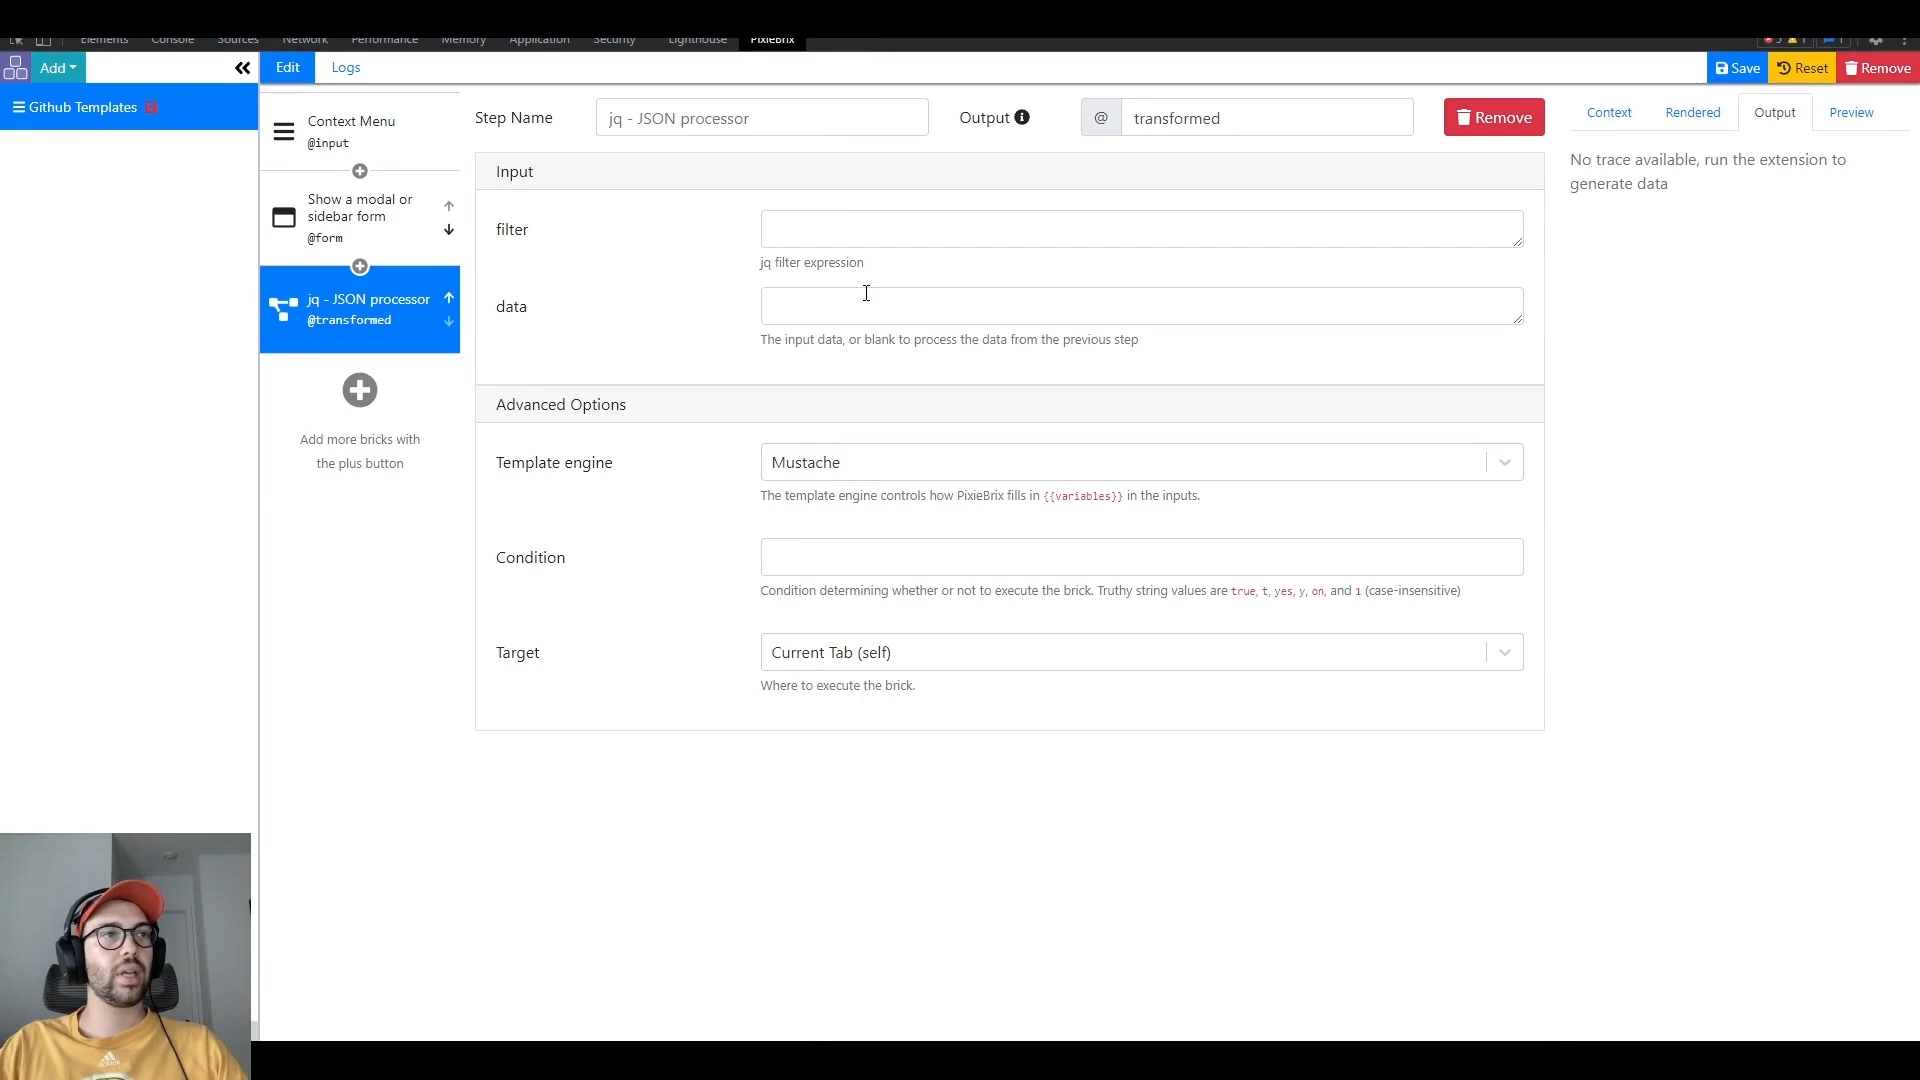 Elements Console Sources Network Performance Memory Application Security Lighthouse PixieBrix
Add
Edit
Logs
Save
Reset
Remove
Github Templates
Context Menu
@input
Show a modal or
sidebar form
@form
jq - JSON processor
@transformed
Add more bricks with
the plus button
Step Name
jq - JSON processor
Output
@
transformed
Remove
Input
filter
jq filter expression
data
The input data, or blank to process the data from the previous step
Advanced Options
Template engine
Mustache
The template engine controls how PixieBrix fills in {{variables}} in the inputs.
Condition
Condition determining whether or not to execute the brick. Truthy string values are true, t, yes, y, on, and 1 (case-insensitive)
Target
Current Tab (self)
Where to execute the brick.
Context
Rendered
Output
Preview
No trace available, run the extension to
generate data